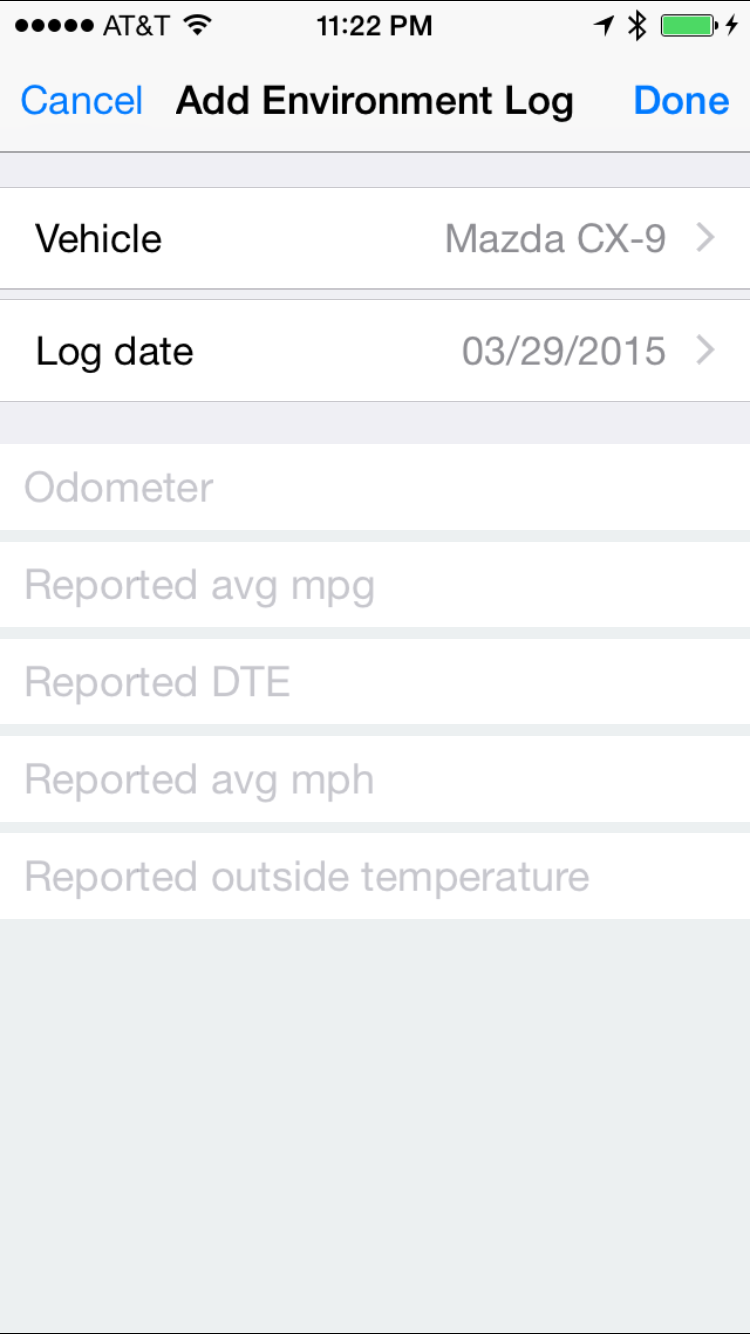 AT&T 11:22 PM
Cancel Add Environment Log Done
Vehicle Mazda CX-9
Log date 03/29/2015
Odometer
Reported avg mpg
Reported DTE
Reported avg mph
Reported outside temperature